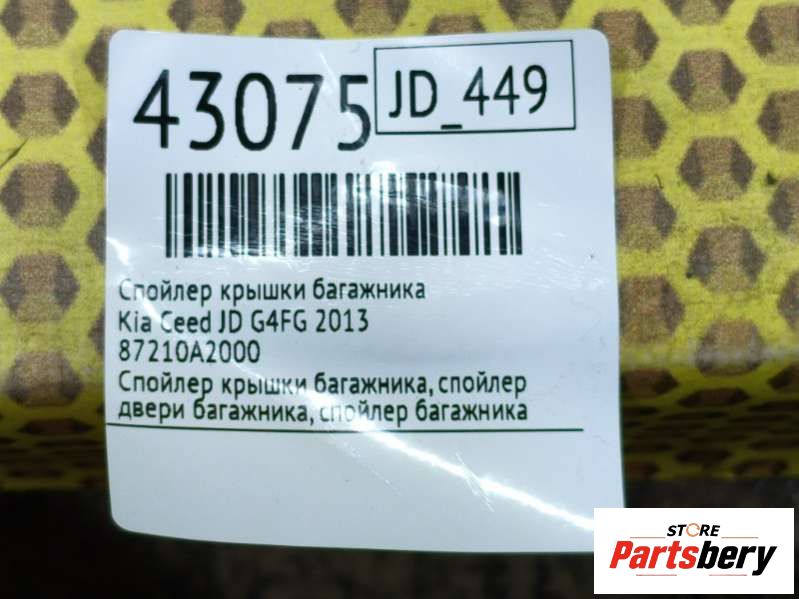 43075
JD_449
Спойлер крышки багажника
Kia Ceed JD G4FG 2013
87210A2000
Спойлер крышки багажника, спойлер
двери багажника, спойлер багажника
STORE
Partsbery